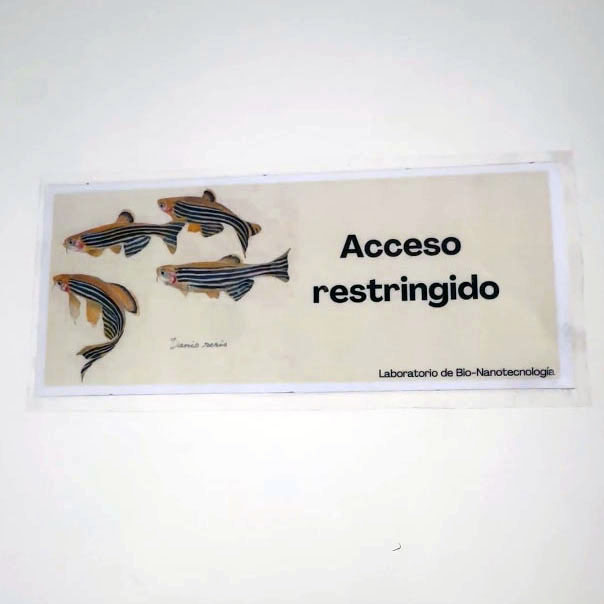 Acceso
restringido
Danio rerio
Laboratorio de Bio-Nanotecnología